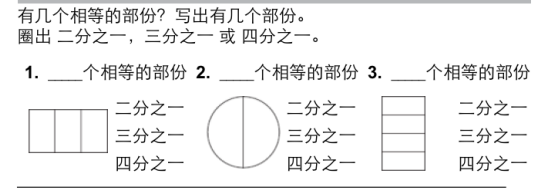 有几个相等的部份？写出有几个部份。
圈出 二分之一，三分之一 或 四分之一。
1. ____个相等的部份 2. ____个相等的部份 3. ____个相等的部份
二分之一 二分之一 二分之一
三分之一 三分之一 三分之一
四分之一 四分之一 四分之一